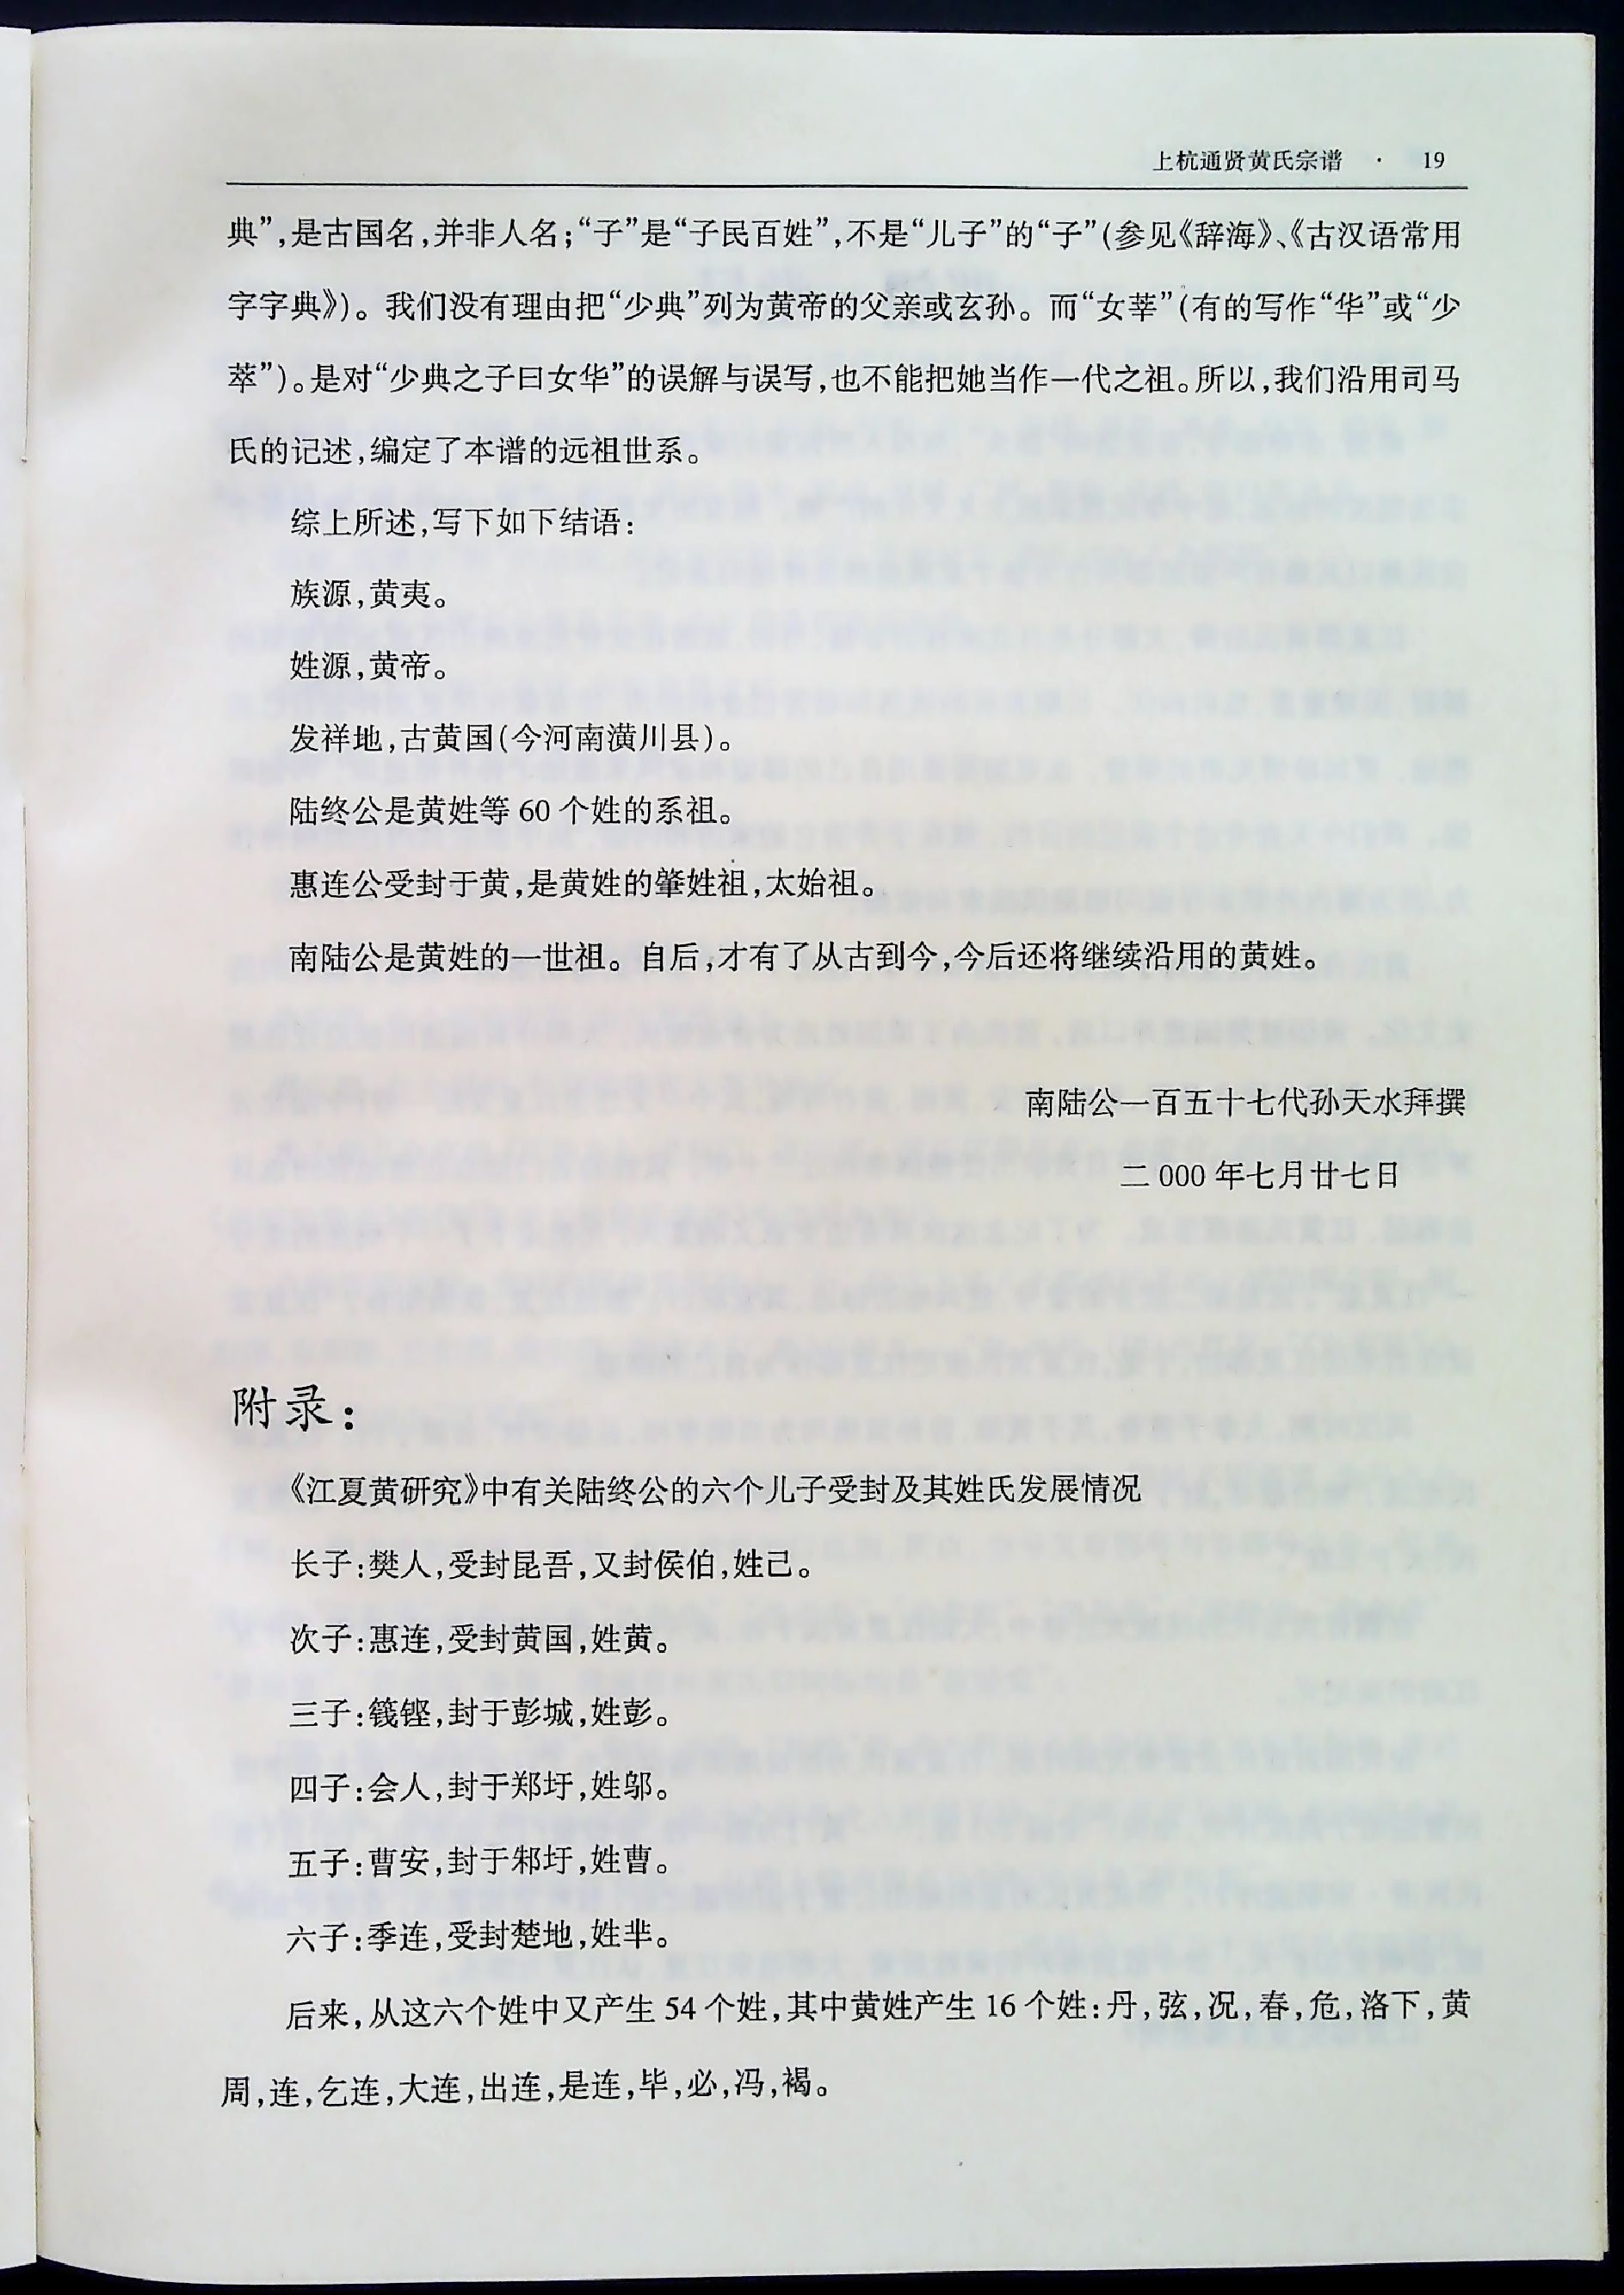 上杭通贤黄氏宗谱 · 19
典”,是古国名,并非人名;“子”是“子民百姓”,不是“儿子”的“子”(参见《辞海》、《古汉语常用
字字典》)。我们没有理由把“少典”列为黄帝的父亲或玄孙。而“女莘”(有的写作“华”或“少
萃”)。是对“少典之子曰女华”的误解与误写,也不能把她当作一代之祖。所以,我们沿用司马
氏的记述,编定了本谱的远祖世系。
综上所述,写下如下结语:
族源,黄夷。
姓源,黄帝。
发祥地,古黄国(今河南潢川县)。
陆终公是黄姓等 60 个姓的系祖。
惠连公受封于黄,是黄姓的肇姓祖,太始祖。
南陆公是黄姓的一世祖。自后,才有了从古到今,今后还将继续沿用的黄姓。
南陆公一百五十七代孙天水拜撰
二 000 年七月廿七日
附录:
《江夏黄研究》中有关陆终公的六个儿子受封及其姓氏发展情况
长子:樊人,受封昆吾,又封侯伯,姓己。
次子:惠连,受封黄国,姓黄。
三子:篯铿,封于彭城,姓彭。
四子:会人,封于郑圩,姓邬。
五子:曹安,封于邾圩,姓曹。
六子:季连,受封楚地,姓芈。
后来,从这六个姓中又产生 54 个姓,其中黄姓产生 16 个姓:丹,弦,况,春,危,洛下,黄
周,连,乞连,大连,出连,是连,毕,必,冯,褐。